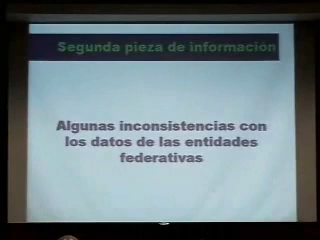 Segunda pieza de información
Algunas inconsistencias con
los datos de las entidades
federativas